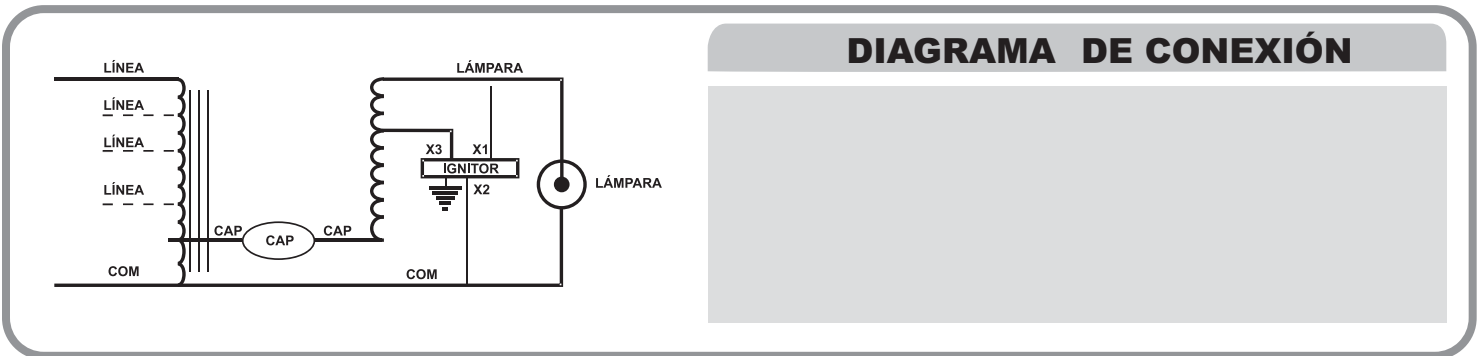 DIAGRAMA DE CONEXIÓN
LÍNEA
LÁMPARA
LÍNEA
LÍNEA
X3 X1
IGNITOR
LÍNEA
X2
LÁMPARA
CAP
CAP
CAP
COM
COM